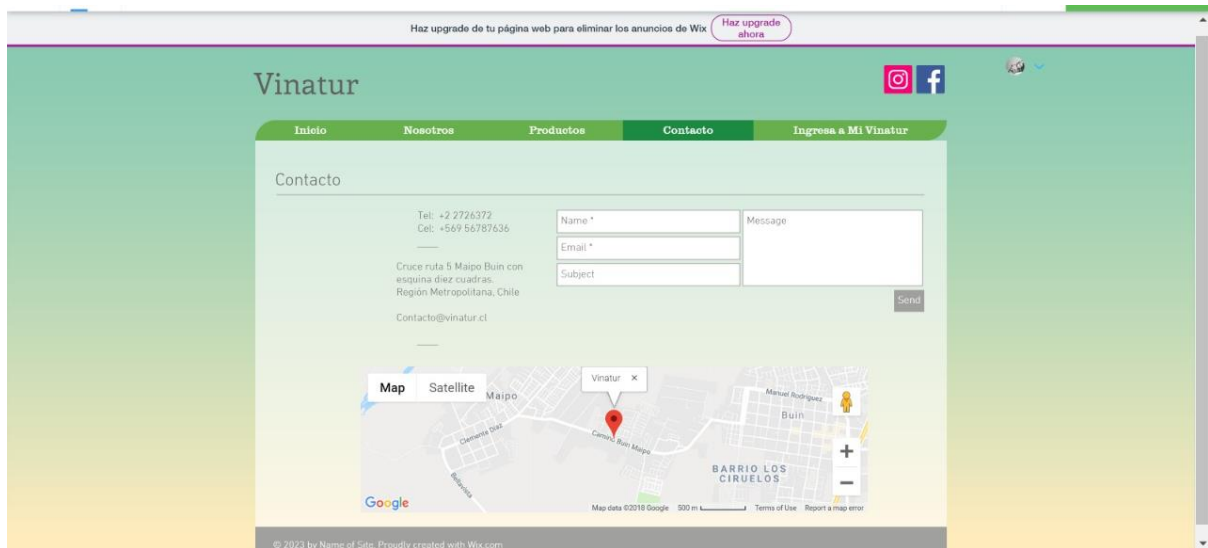 Haz upgrade de tu página web para eliminar los anuncios de Wix
Haz upgrade
ahora
Vinatur
Inicio
Nosotros
Productos
Contacto
Ingresa a Mi Vinatur
Contacto
Tel: +2 2726372
Cel: +569 56787636
Cruce ruta 5 Maipo Buin con
esquina diez cuadras.
Región Metropolitana, Chile
Contacto@vinatur.cl
Name *
Email *
Subject
Message
Send
Map
Satellite
Vinatur
Maipo
Manuel Rodriguez
Buin
Clemente Díaz
Camino Buin Maipo
Bellavista
BARRIO LOS
CIRUELOS
Google
Map data ©2018 Google
500 m
Terms of Use
Report a map error
© 2023 by Name of Site. Proudly created with Wix.com